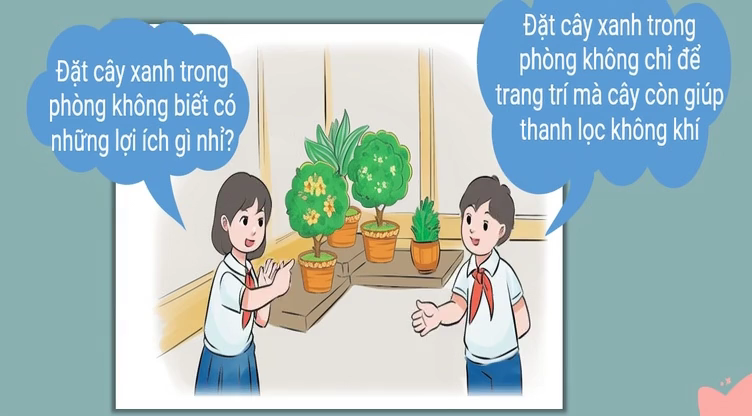 Đặt cây xanh trong
phòng không biết có
những lợi ích gì nhỉ?
Đặt cây xanh trong
phòng không chỉ để
trang trí mà cây còn giúp
thanh lọc không khí